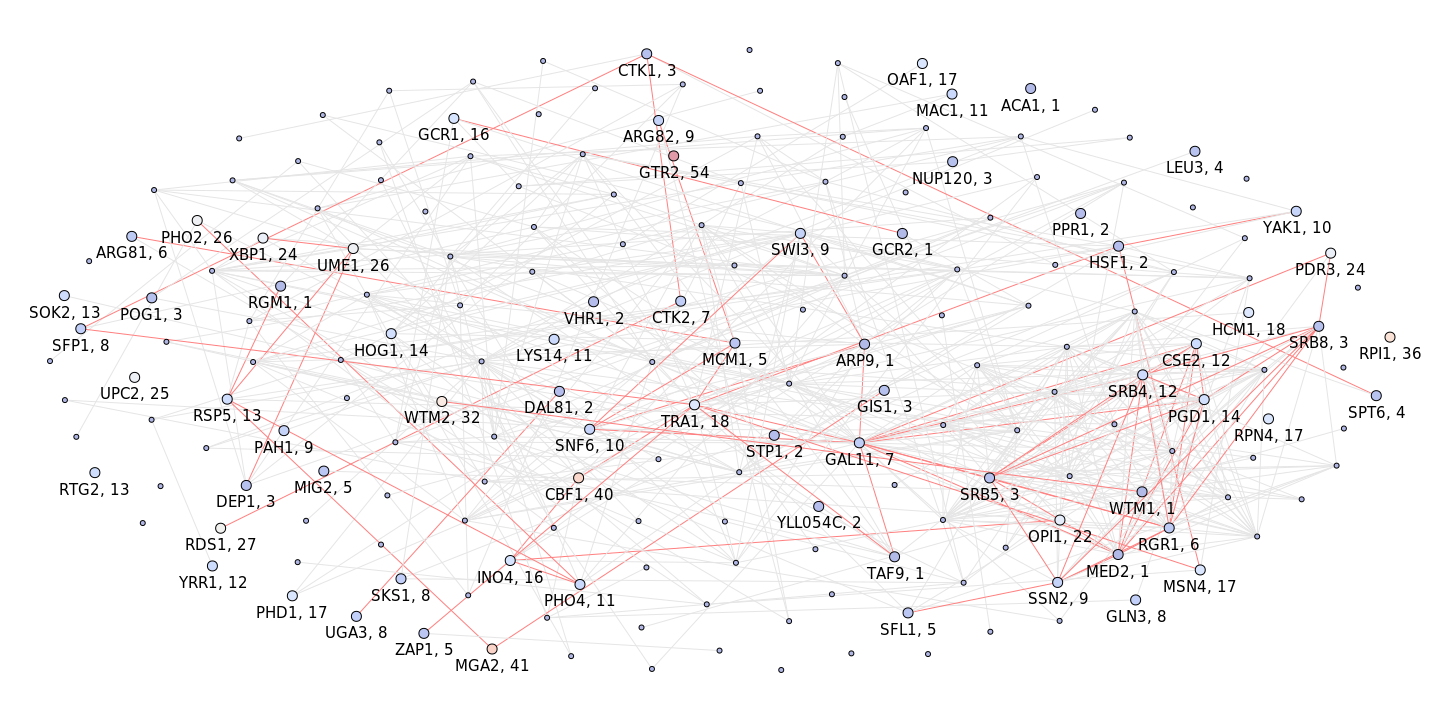 CTK1, 3
OAF1, 17
MAC1, 11
ACA1, 1
GCR1, 16
ARG82, 9
GTR2, 54
LEU3, 4
NUP120, 3
PHO2, 26
YAK1, 10
PPR1, 2
ARG81, 6
XBP1, 24
SWI3, 9
GCR2, 1
UME1, 26
HSF1, 2
PDR3, 24
RGM1, 1
SOK2, 13
POG1, 3
VHR1, 2
CTK2, 7
HCM1, 18
SFP1, 8
SRB8, 3
HOG1, 14
LYS14, 11
MCM1, 5
ARP9, 1
CSE2, 12
RPI1, 36
UPC2, 25
SRB4, 12
DAL81, 2
GIS1, 3
RSP5, 13
WTM2, 32
TRA1, 18
PGD1, 14
SPT6, 4
PAH1, 9
SNF6, 10
STP1, 2
GAL11, 7
RPN4, 17
RTG2, 13
DEP1, 3
MIG2, 5
CBF1, 40
SRB5, 3
WTM1, 1
YLL054C, 2
RDS1, 27
OPI1, 22
RGR1, 6
YRR1, 12
INO4, 16
TAF9, 1
MED2, 1
MSN4, 17
PHD1, 17
SKS1, 8
PHO4, 11
SSN2, 9
GLN3, 8
UGA3, 8
ZAP1, 5
SFL1, 5
MGA2, 41